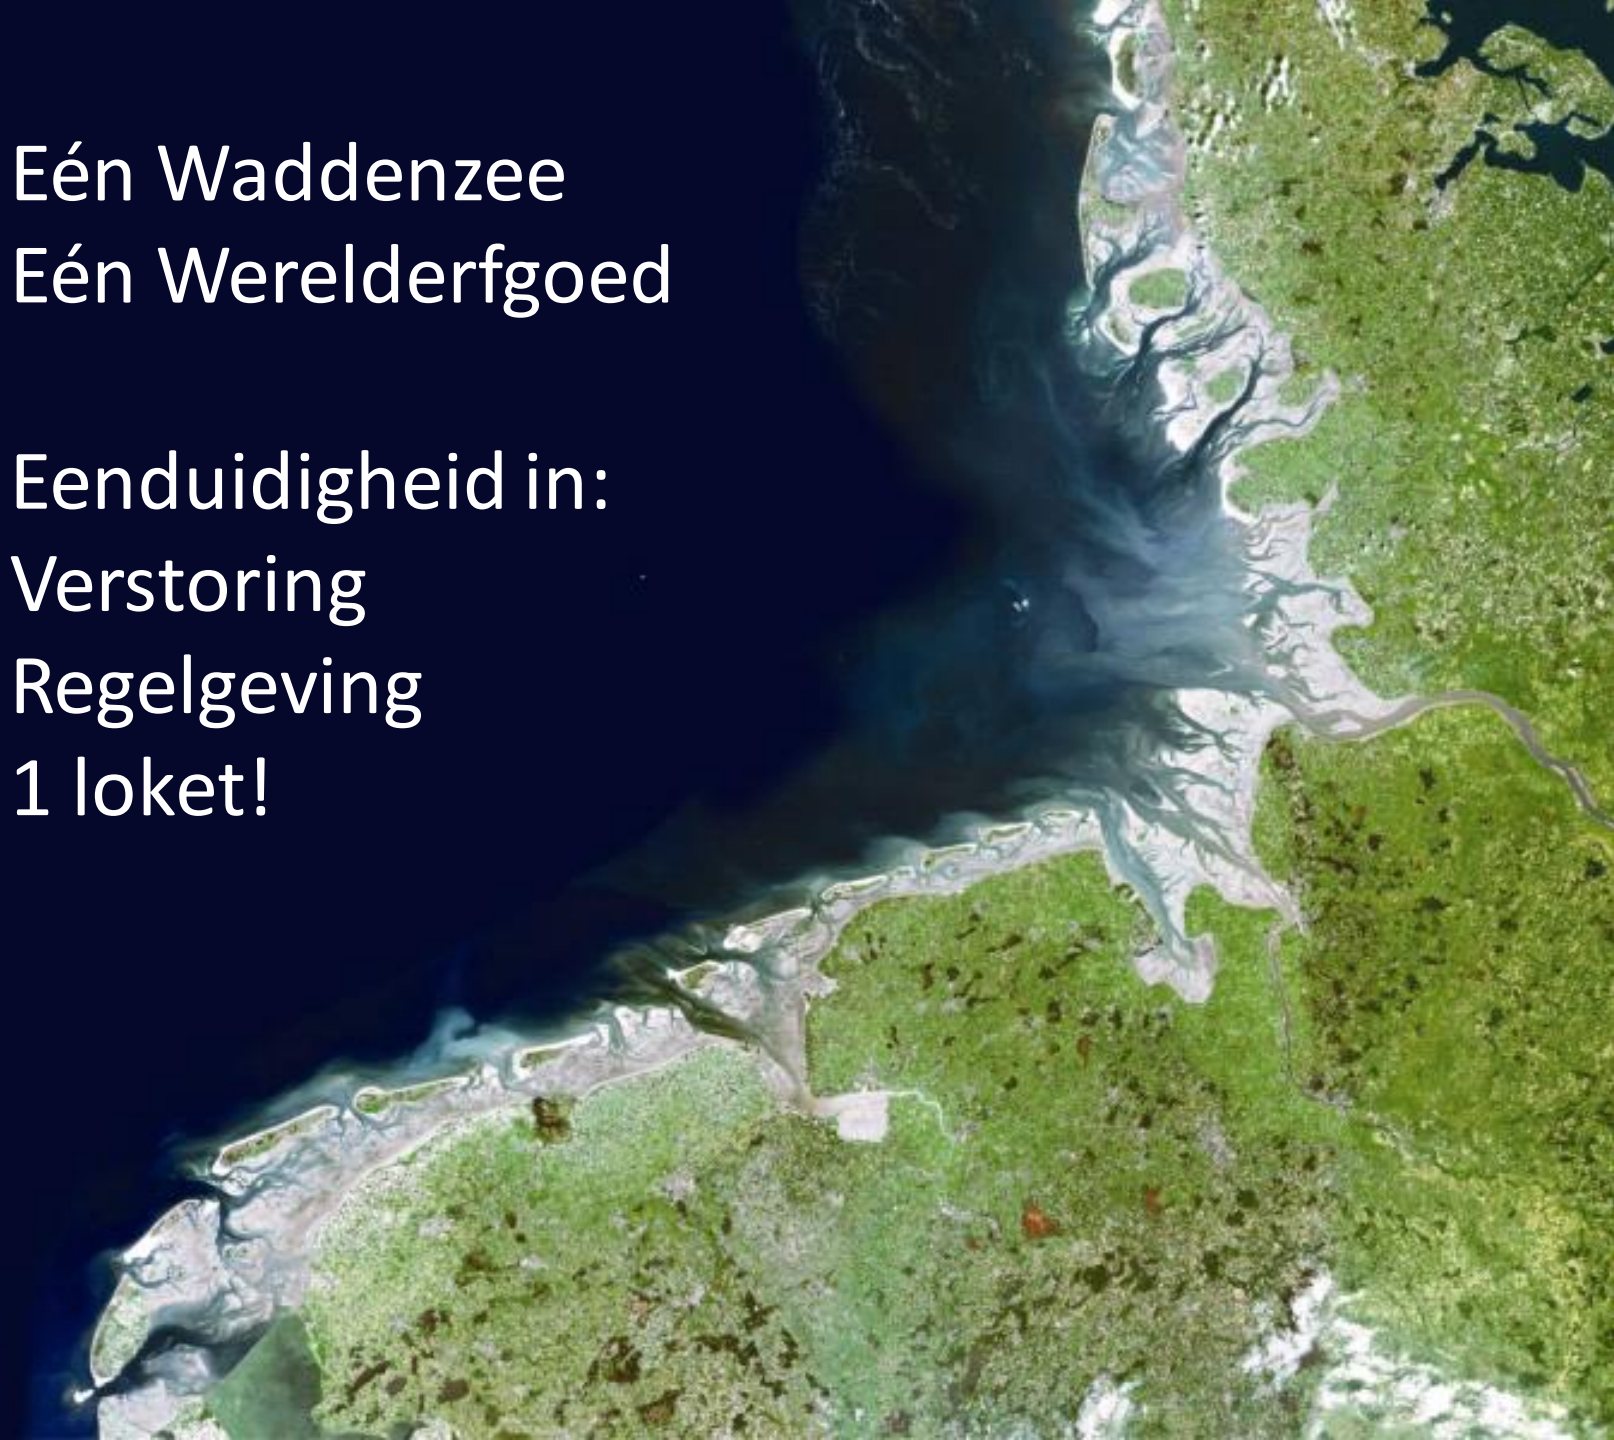 Eén Waddenzee
Eén Werelderfgoed
Eenduidigheid in:
Verstoring
Regelgeving
1 loket!